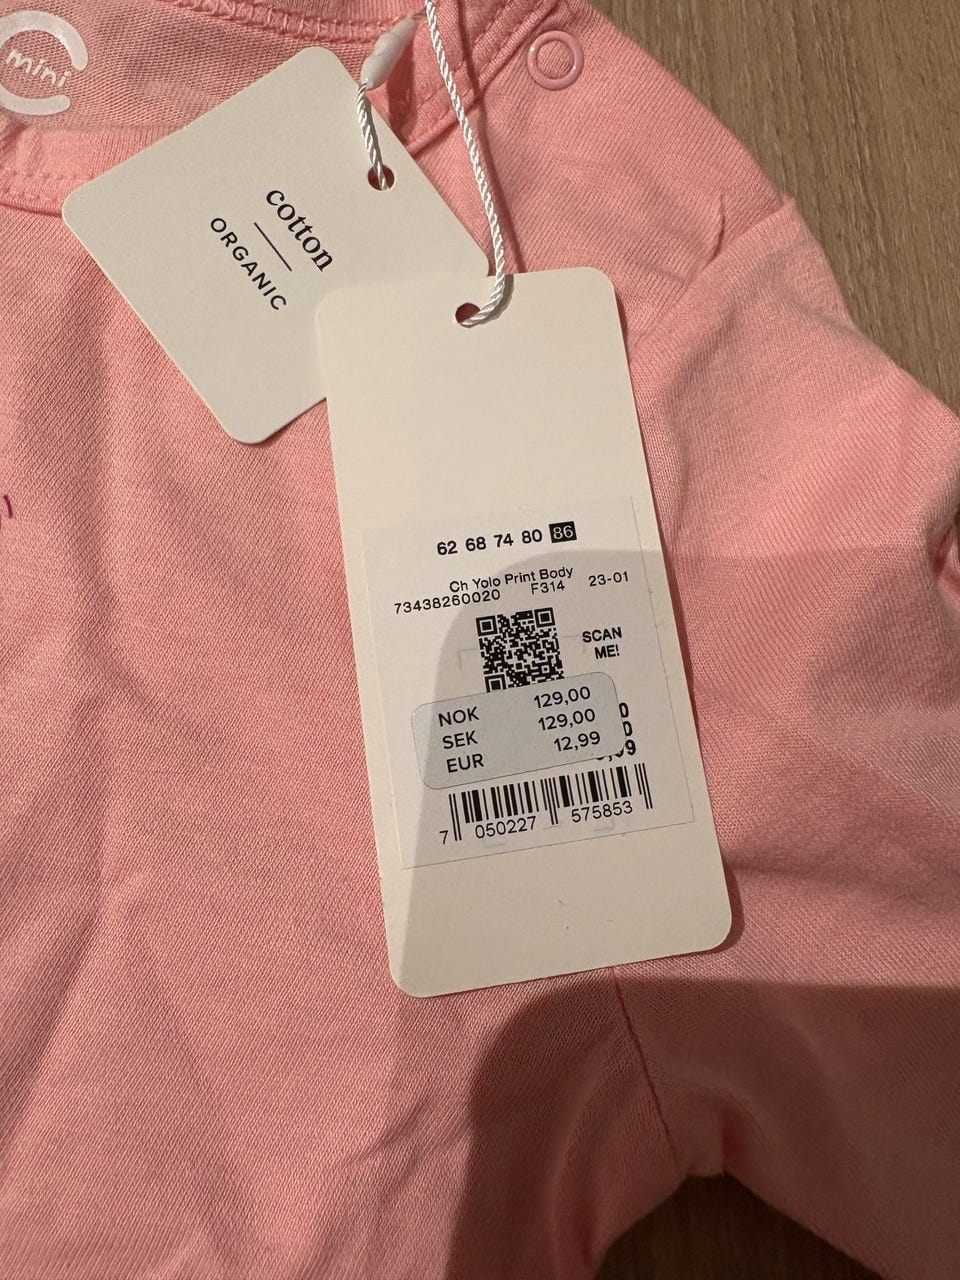 mini
cotton
ORGANIC
62 68 74 80 86
Ch Yolo Print Body
73438260020 F314 23-01
SCAN
ME!
NOK 129,00
SEK 129,00
EUR 12,99
7 050227 575853